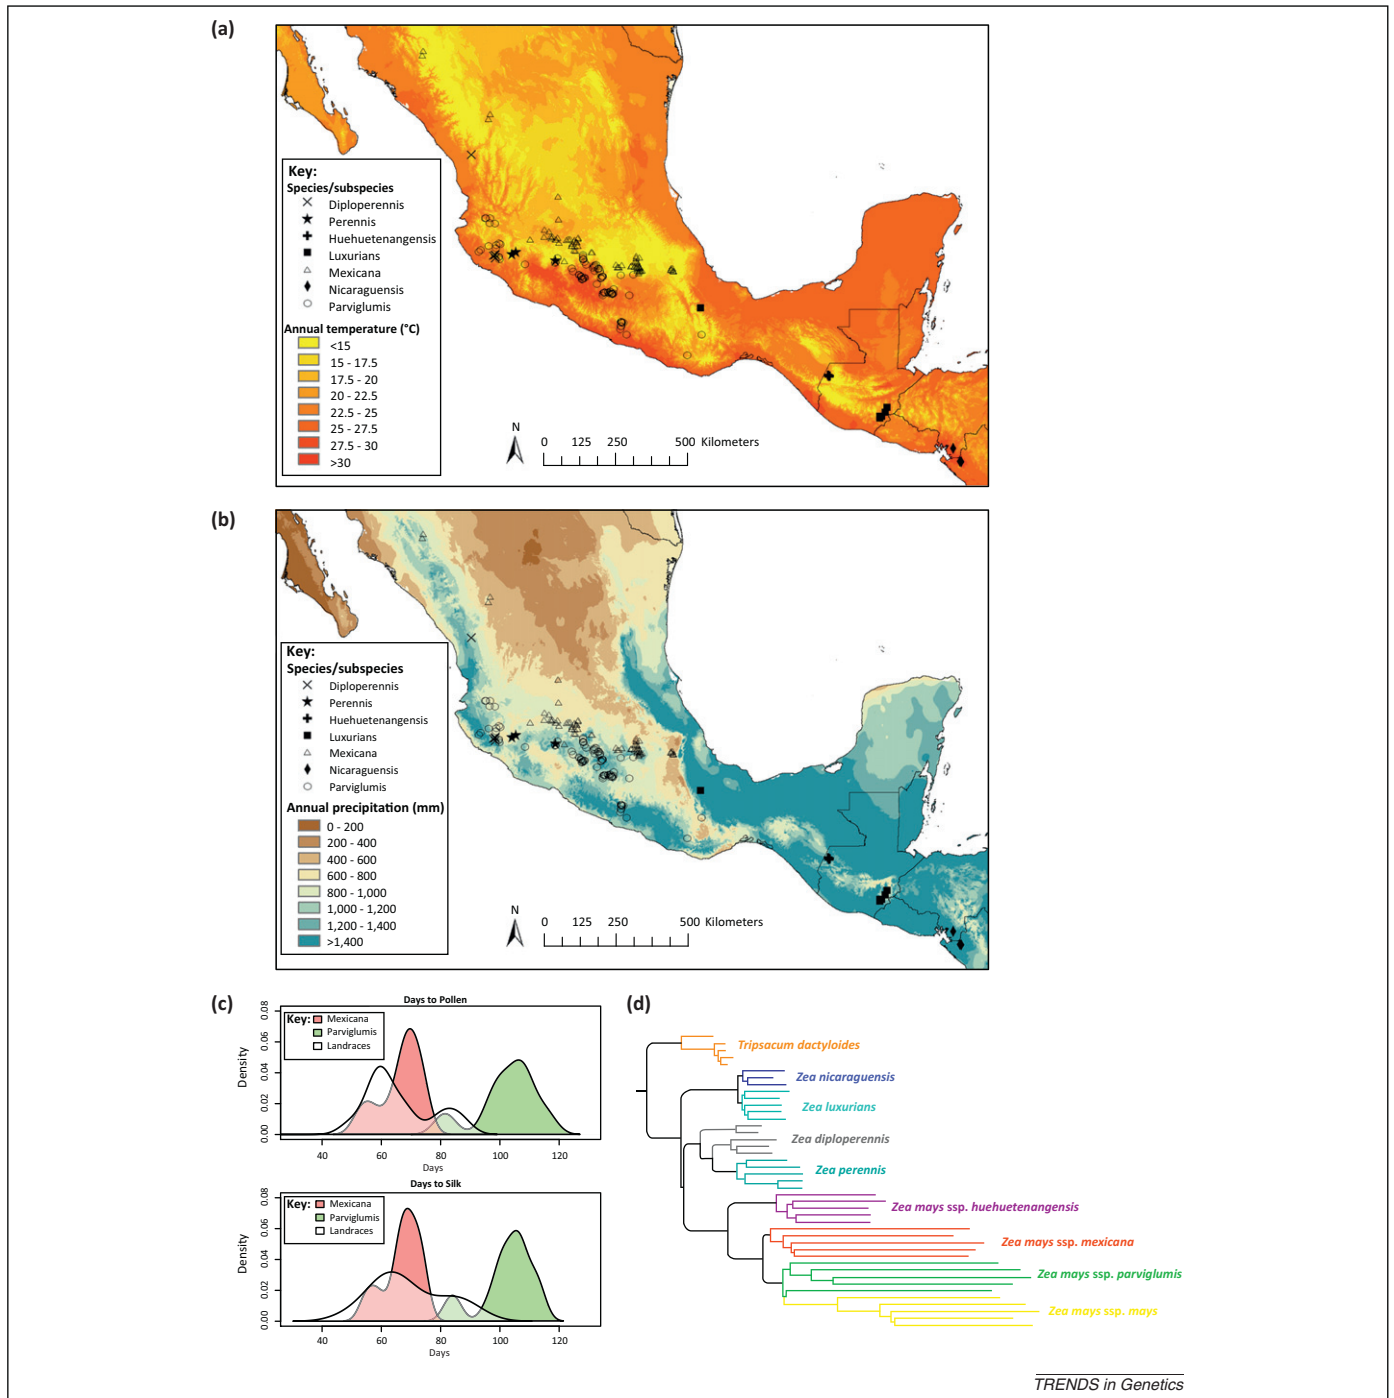 (a)
Key:
Species/subspecies
Diploperennis
Perennis
Huehuetenangensis
Luxurians
Mexicana
Nicaraguensis
Parviglumis
Annual temperature (°C)
<15
15 - 17.5
17.5 - 20
20 - 22.5
22.5 - 25
25 - 27.5
27.5 - 30
>30
N
0 125 250 500 Kilometers
(b)
Key:
Species/subspecies
Diploperennis
Perennis
Huehuetenangensis
Luxurians
Mexicana
Nicaraguensis
Parviglumis
Annual precipitation (mm)
0 - 200
200 - 400
400 - 600
600 - 800
800 - 1,000
1,000 - 1,200
1,200 - 1,400
>1,400
N
0 125 250 500 Kilometers
(c)
Days to Pollen
Key:
Mexicana
Parviglumis
Landraces
Density
0.08
0.06
0.04
0.02
0.00
40 60 80 100 120
Days
Days to Silk
Key:
Mexicana
Parviglumis
Landraces
Density
0.08
0.06
0.04
0.02
0.00
40 60 80 100 120
Days
(d)
Tripsacum dactyloides
Zea nicaraguensis
Zea luxurians
Zea diploperennis
Zea perennis
Zea mays ssp. huehuetenangensis
Zea mays ssp. mexicana
Zea mays ssp. parviglumis
Zea mays ssp. mays
TRENDS in Genetics